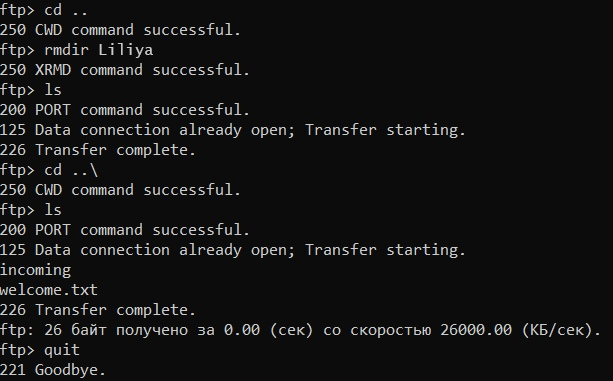 ftp> cd ..
250 CWD command successful.
ftp> rmdir Liliya
250 XRMD command successful.
ftp> ls
200 PORT command successful.
125 Data connection already open; Transfer starting.
226 Transfer complete.
ftp> cd ..\
250 CWD command successful.
ftp> ls
200 PORT command successful.
125 Data connection already open; Transfer starting.
incoming
welcome.txt
226 Transfer complete.
ftp: 26 байт получено за 0.00 (сек) со скоростью 26000.00 (КБ/сек).
ftp> quit
221 Goodbye.